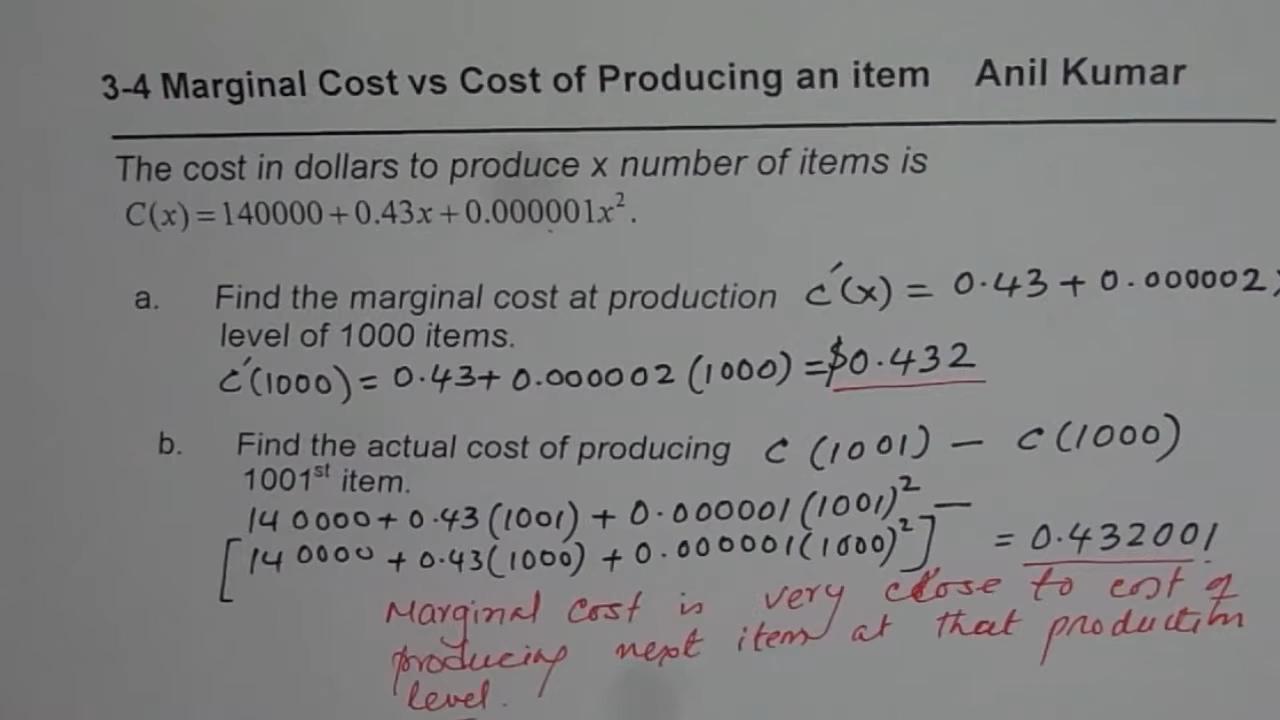 3-4 Marginal Cost vs Cost of Producing an item Anil Kumar
The cost in dollars to produce x number of items is
C(x)=140000+0.43x+0.000001x².
a. Find the marginal cost at production c'(x) = 0.43+0.000002x
level of 1000 items.
c'(1000)= 0.43+ 0.000002 (1000) =$0.432
b. Find the actual cost of producing c (1001) - c(1000)
1001st item.
140000+0.43(1001)+0.000001(1001)² -
[140000+0.43(1000)+0.000001(1000)²] = 0.432001
Marginal cost is very close to cost of
producing next item at that production
level.